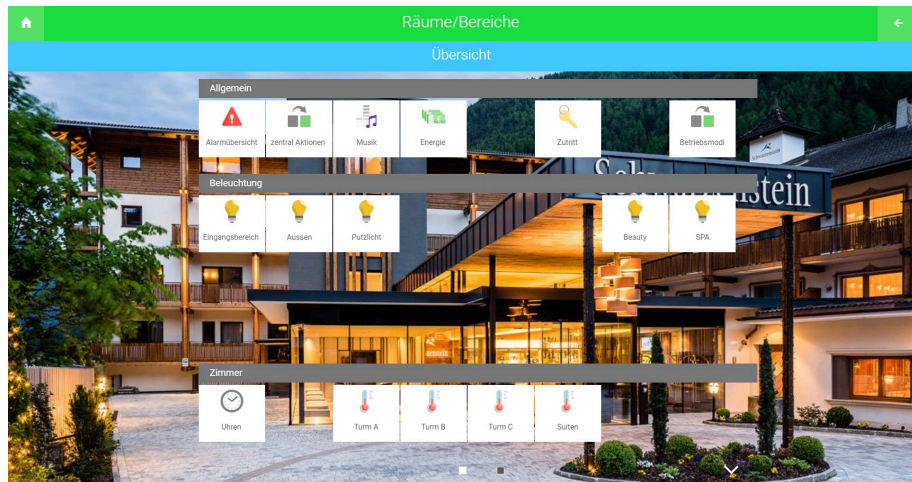 Räume/Bereiche
Übersicht
Allgemein
Alarmübersicht zentral Aktionen Musik Energie Zutritt Betriebsmodi
Beleuchtung
Eingangsbereich Aussen Putzlicht Beauty SPA
Zimmer
Uhren Turm A Turm B Turm C Suiten